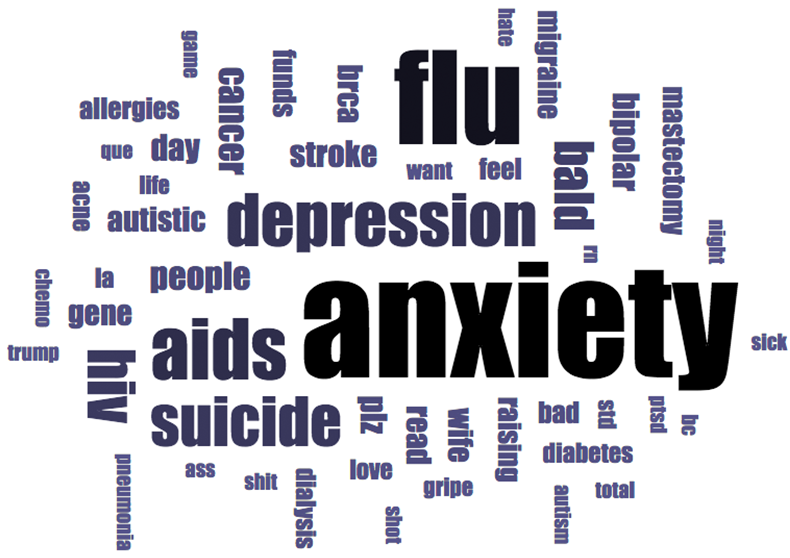 game
cancer
funds
brca
flu
hate
migraine
allergies
bipolar
mastectomy
que
day
stroke
want
feel
bald
life
acne
autistic
depression
rn
night
chemo
la
people
anxiety
gene
trump
hiv
aids
sick
suicide
plz
read
wife
raising
bad
std
ptsd
bc
diabetes
pneumonia
ass
shit
dialysis
love
gripe
shot
autism
total